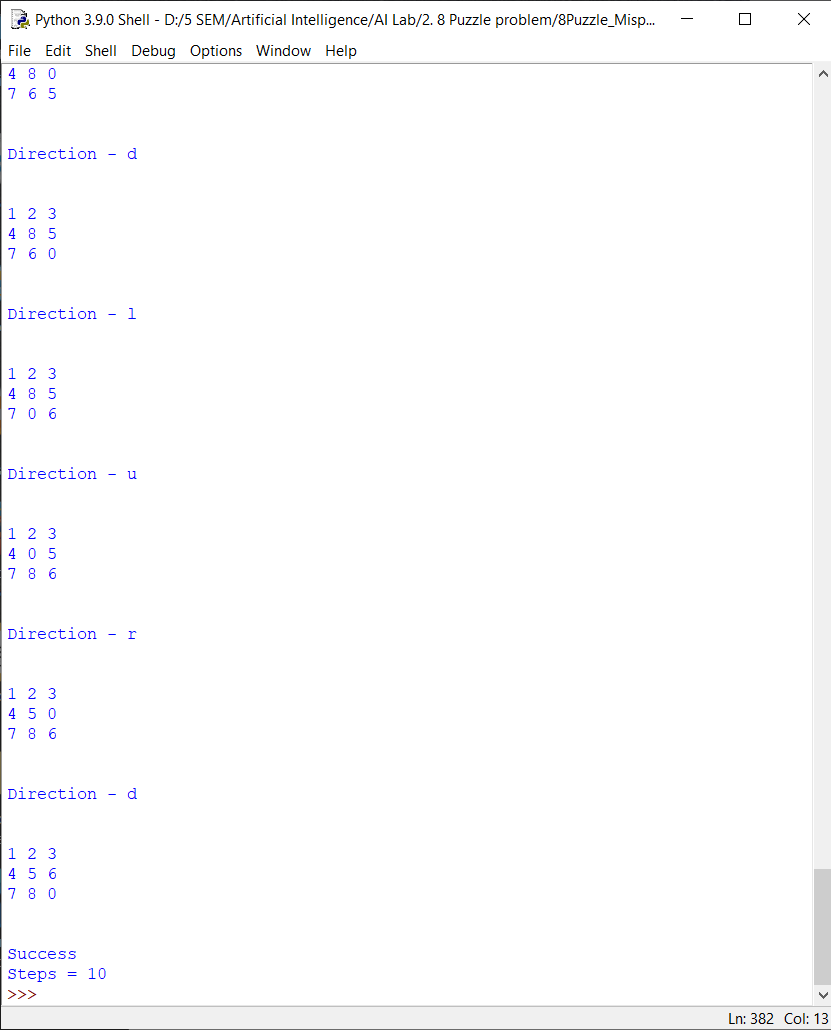 Python 3.9.0 Shell - D:/5 SEM/Artificial Intelligence/AI Lab/2. 8 Puzzle problem/8Puzzle_Misp...
File Edit Shell Debug Options Window Help
4 8 0
7 6 5
Direction - d
1 2 3
4 8 5
7 6 0
Direction - l
1 2 3
4 8 5
7 0 6
Direction - u
1 2 3
4 0 5
7 8 6
Direction - r
1 2 3
4 5 0
7 8 6
Direction - d
1 2 3
4 5 6
7 8 0
Success
Steps = 10
>>>
Ln: 382 Col: 13